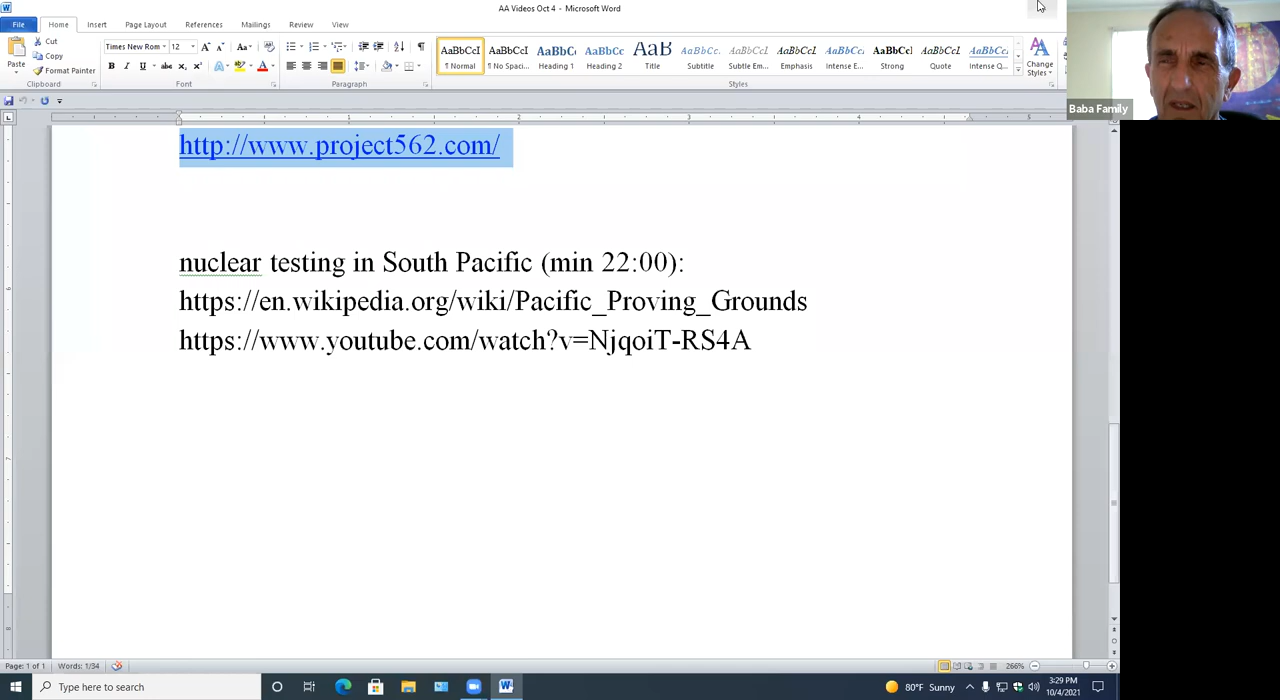 AA Videos Oct 4 - Microsoft Word
File Home Insert Page Layout References Mailings Review View
Paste
Cut
Copy
Format Painter
Clipboard
Times New Rom 12
Font
Paragraph
AaBbCcI AaBbCcI AaBbC AaBbCc AaB AaBbCcL AaBbCcL AaBbCcI AaBbCcI AaBbCcI AaBbCcI AaBbCcL
¶ Normal ¶ No Spaci... Heading 1 Heading 2 Title Subtitle Subtle Em... Emphasis Intense E... Strong Quote Intense Q...
Styles
Change
Styles
Baba Family
http://www.project562.com/
nuclear testing in South Pacific (min 22:00):
https://en.wikipedia.org/wiki/Pacific_Proving_Grounds
https://www.youtube.com/watch?v=NjqoiT-RS4A
Page: 1 of 1 Words: 1/34 266%
Type here to search
80°F Sunny
3:29 PM
10/4/2021